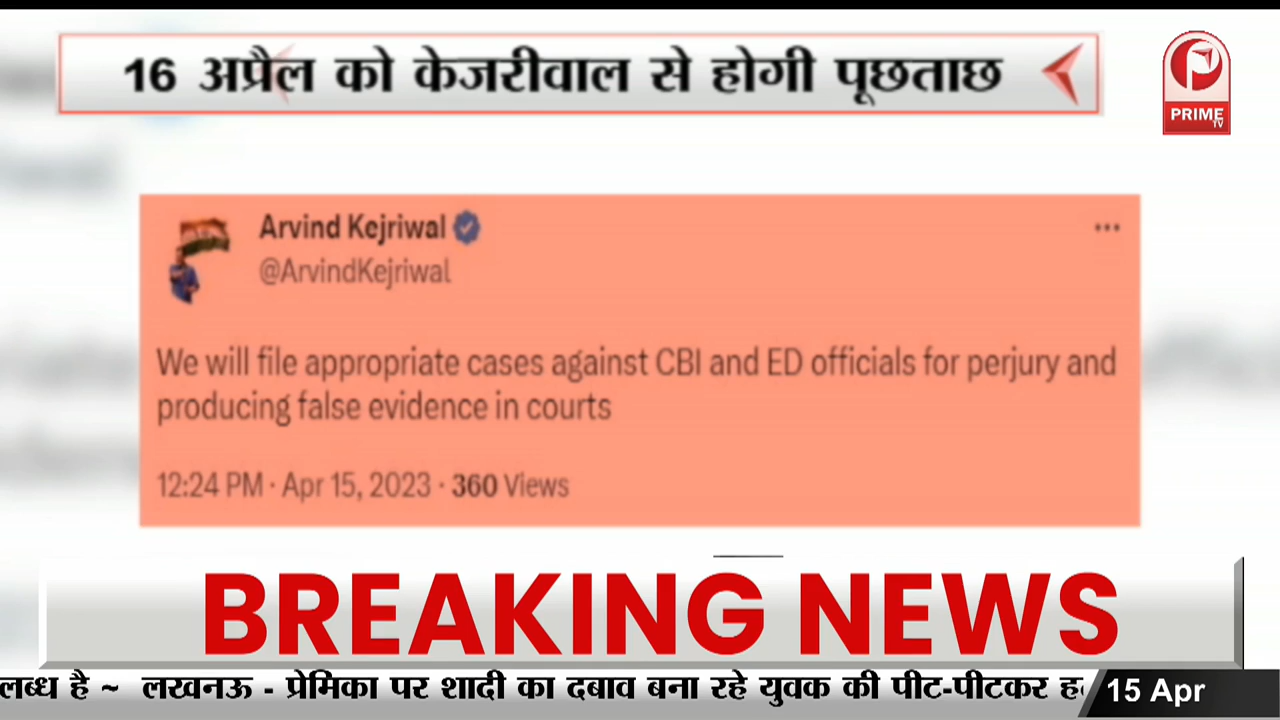 16 अप्रैल को केजरीवाल से होगी पूछताछ
PRIME
TV
Arvind Kejriwal
@ArvindKejriwal
We will file appropriate cases against CBI and ED officials for perjury and
producing false evidence in courts
12:24 PM · Apr 15, 2023 · 360 Views
BREAKING NEWS
लब्ध है ~ लखनऊ - प्रेमिका पर शादी का दबाव बना रहे युवक की पीट-पीटकर
15 Apr